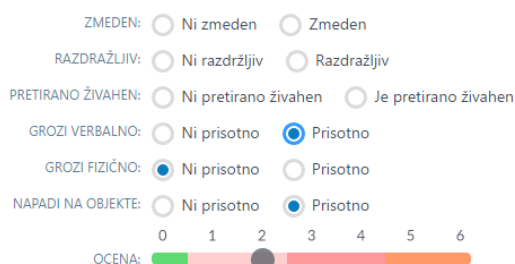 ZMEDEN: Ni zmeden Zmeden
RAZDRAŽLJIV: Ni razdržljiv Razdražljiv
PRETIRANO ŽIVAHEN: Ni pretirano živahen Je pretirano živahen
GROZI VERBALNO: Ni prisotno Prisotno
GROZI FIZIČNO: Ni prisotno Prisotno
NAPADI NA OBJEKTE: Ni prisotno Prisotno
0 1 2 3 4 5 6
OCENA: